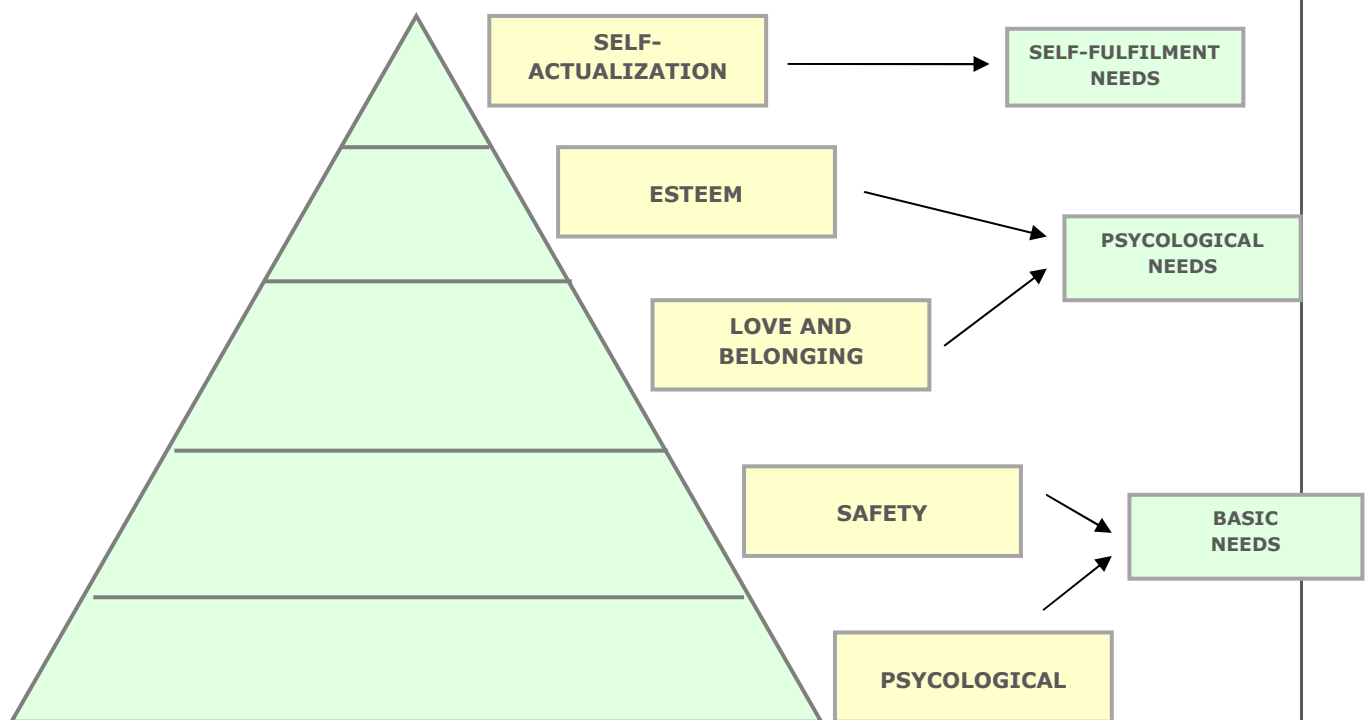 SELF-
ACTUALIZATION
SELF-FULFILMENT
NEEDS
ESTEEM
PSYCOLOGICAL
NEEDS
LOVE AND
BELONGING
SAFETY
BASIC
NEEDS
PSYCOLOGICAL